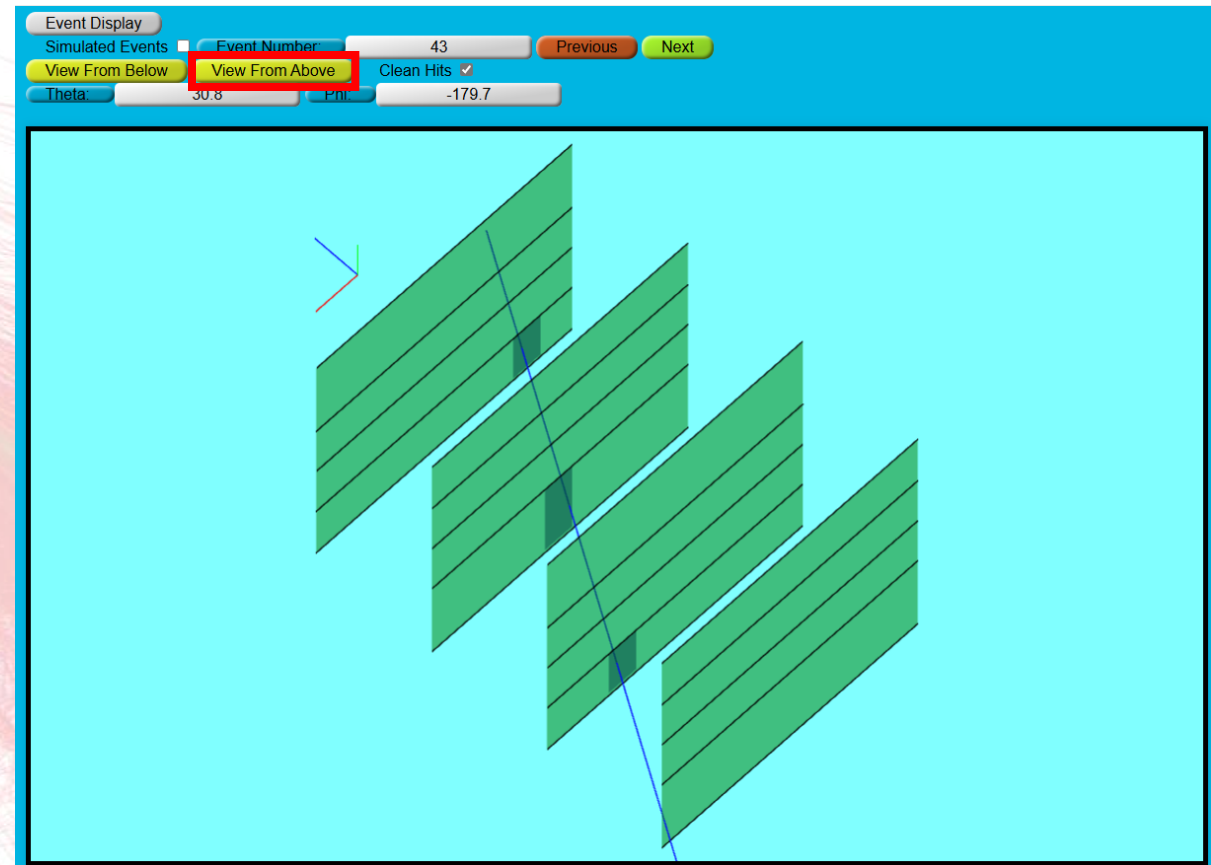 Event Display
Simulated Events Event Number: 43 Previous Next
View From Below View From Above Clean Hits
Theta: 30.8 Phi: -179.7